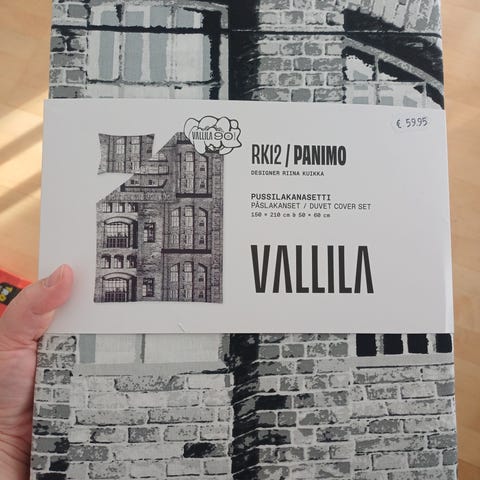 VALLILA 90!
€ 59.95
RK12 / PANIMO
DESIGNER RIINA KUIKKA
PUSSILAKANASETTI
PÅSLAKANSET / DUVET COVER SET
150 × 210 cm & 50 × 60 cm
VALLILA